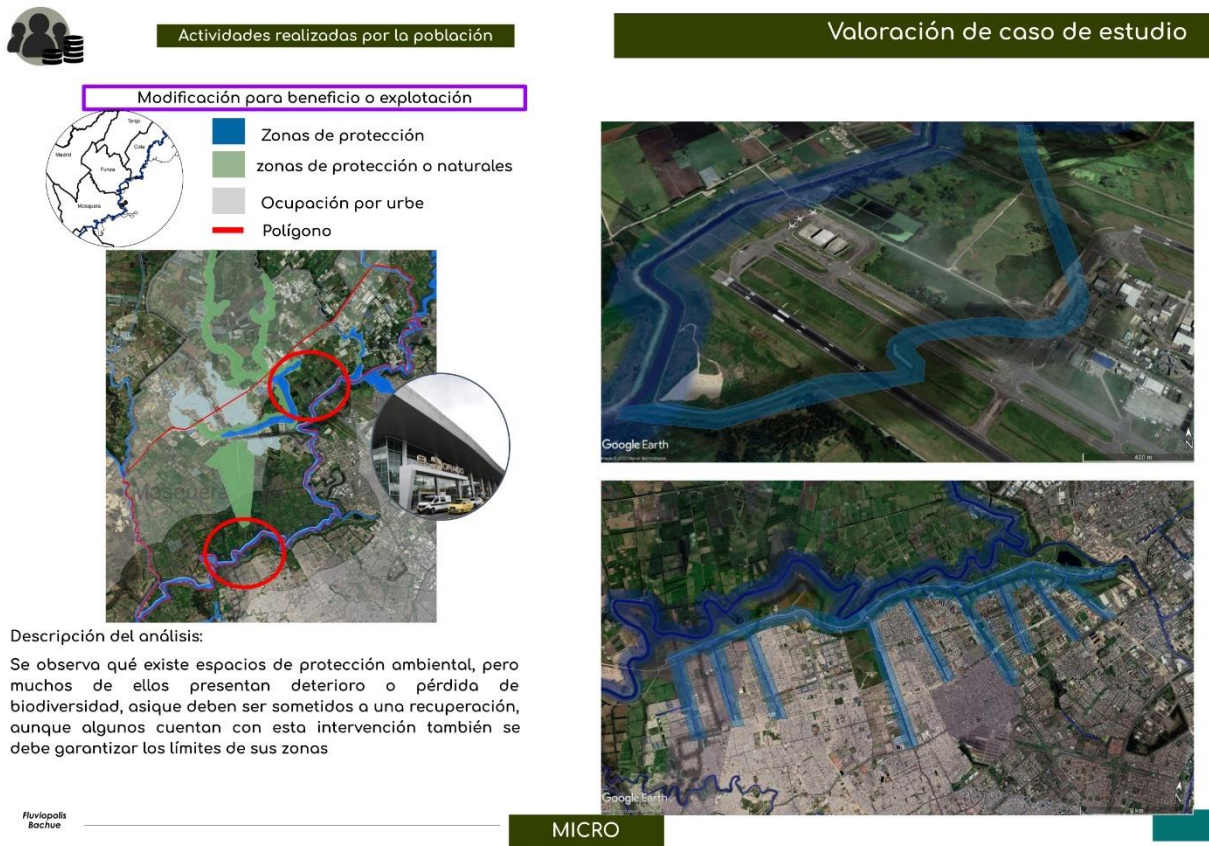 Actividades realizadas por la población
Modificación para beneficio o explotación
Tenjo
Cota
Madrid
Funza
Mosquera
Zonas de protección
zonas de protección o naturales
Ocupación por urbe
Polígono
Mosquera
ELDORADO
Descripción del análisis:
Se observa qué existe espacios de protección ambiental, pero
muchos de ellos presentan deterioro o pérdida de
biodiversidad, asique deben ser sometidos a una recuperación,
aunque algunos cuentan con esta intervención también se
debe garantizar los límites de sus zonas
Fluviopolis
Bachue
Valoración de caso de estudio
Google Earth
400 m
N
Google Earth
N
MICRO